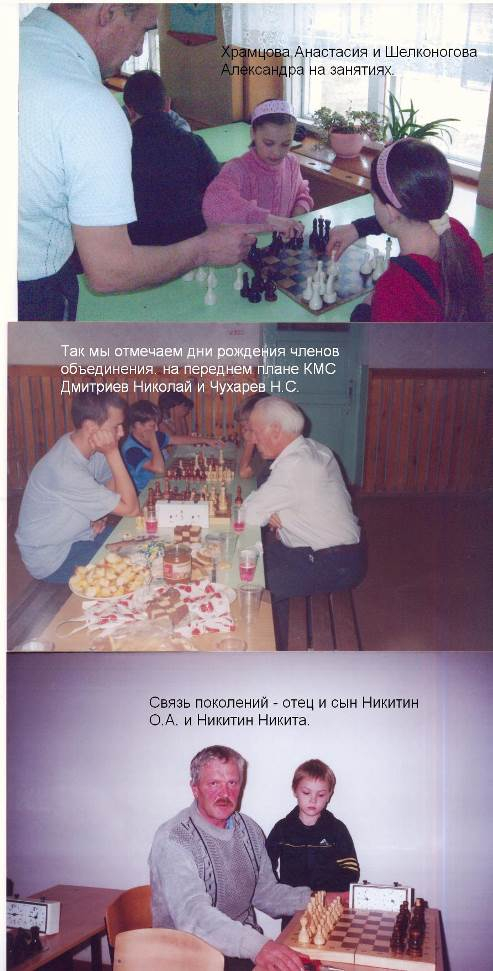 Храмцова Анастасия и Шелконогова
Александра на занятиях.
Так мы отмечаем дни рождения членов
объединения. на переднем плане КМС
Дмитриев Николай и Чухарев Н.С.
Связь поколений - отец и сын Никитин
О.А. и Никитин Никита.